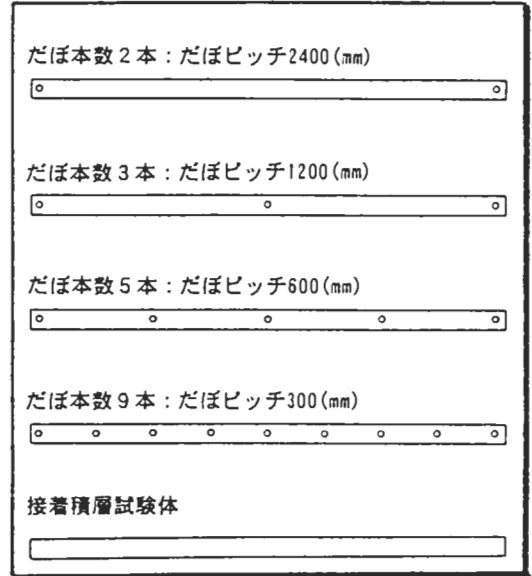 だぼ本数２本：だぼピッチ2400(㎜)
だぼ本数３本：だぼピッチ1200(㎜)
だぼ本数５本：だぼピッチ600(㎜)
だぼ本数９本：だぼピッチ300(㎜)
接着積層試験体